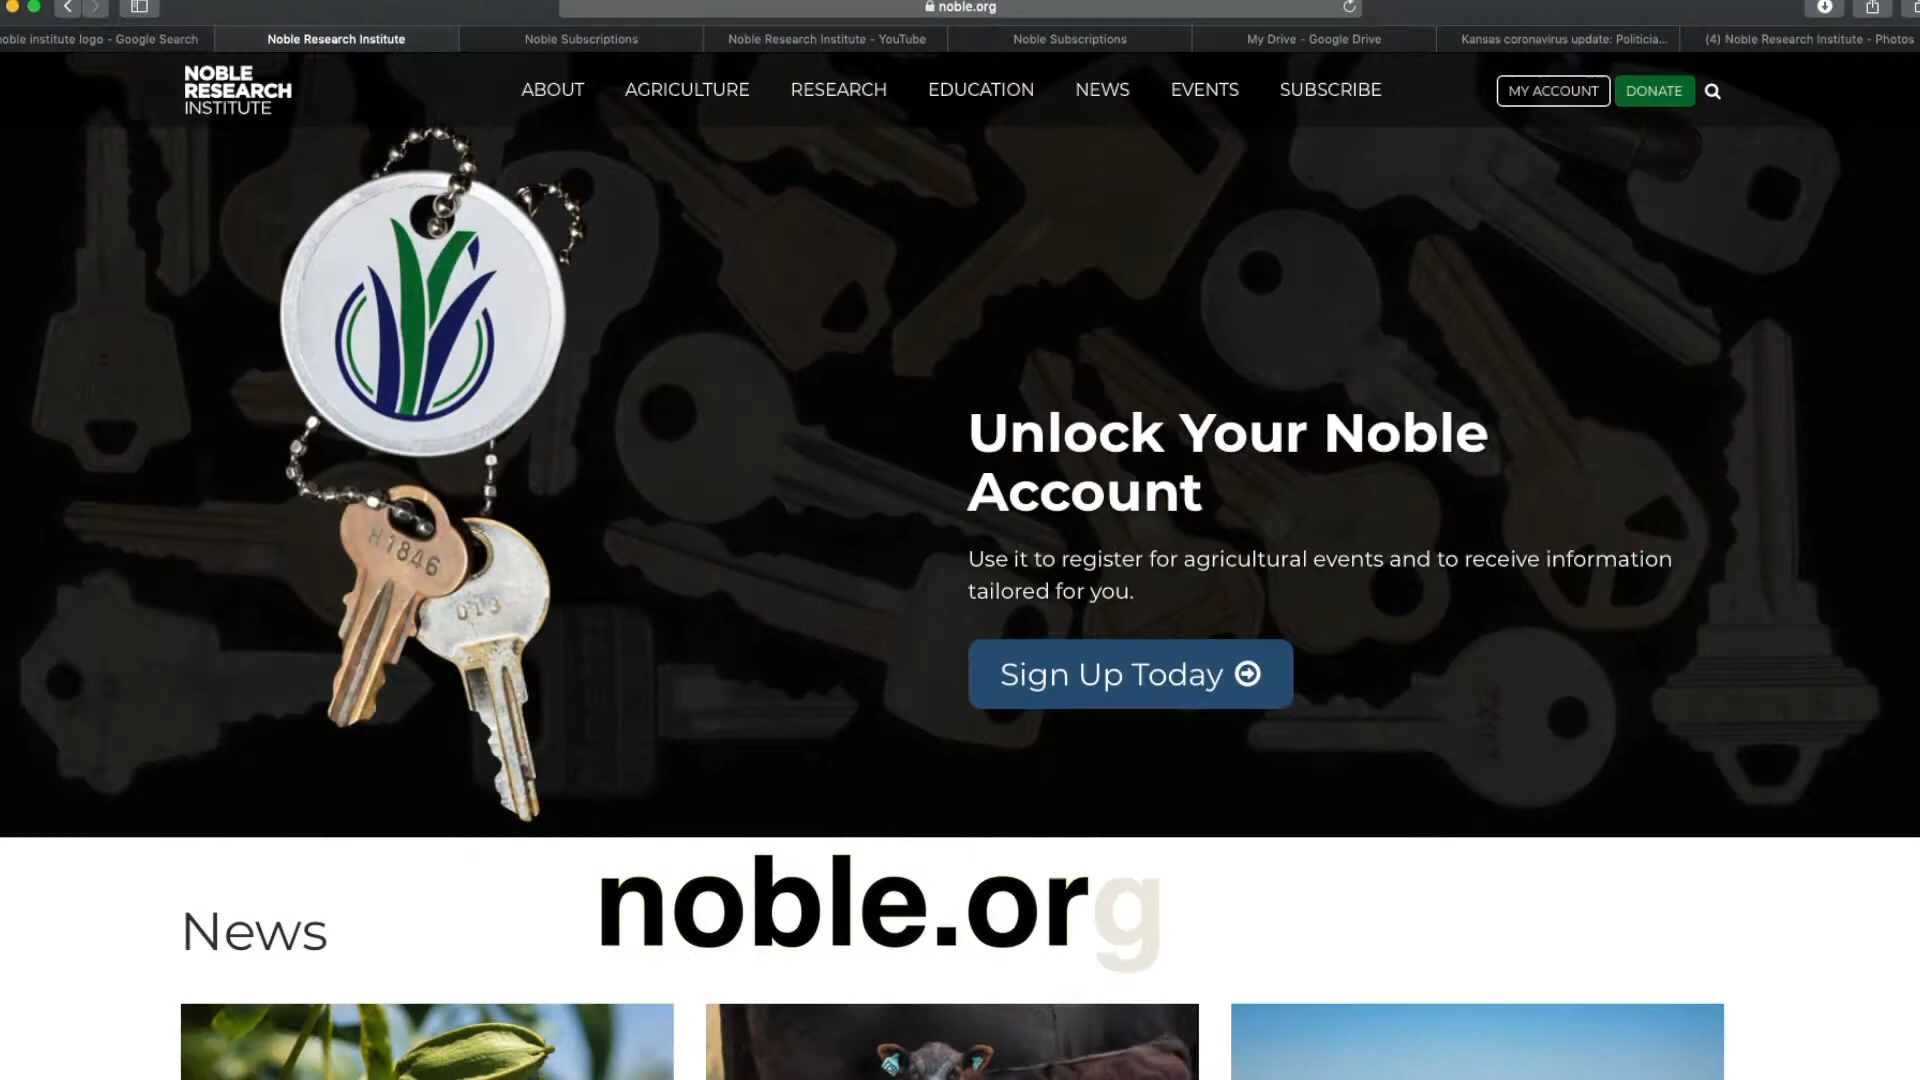 noble.org
noble institute logo - Google Search
Noble Research Institute
Noble Subscriptions
Noble Research Institute - YouTube
Noble Subscriptions
My Drive - Google Drive
Kansas coronavirus update: Politicia...
(4) Noble Research Institute - Photos
NOBLE
RESEARCH
INSTITUTE
ABOUT
AGRICULTURE
RESEARCH
EDUCATION
NEWS
EVENTS
SUBSCRIBE
MY ACCOUNT
DONATE
H1846
013
Unlock Your Noble
Account
Use it to register for agricultural events and to receive information
tailored for you.
Sign Up Today
News
noble.org